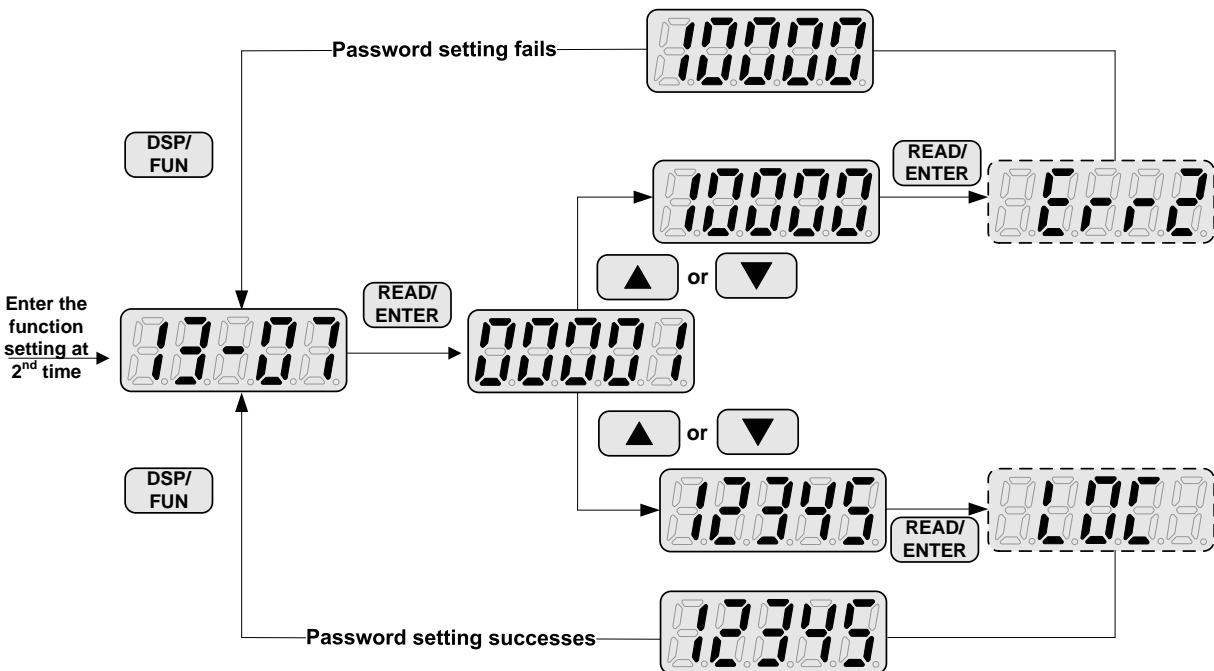 10000
Password setting fails
DSP/
FUN
READ/
ENTER
10000
Err2
▲ or ▼
Enter the
function
setting at
2nd time
READ/
ENTER
13-07
00001
▲ or ▼
DSP/
FUN
12345
READ/
ENTER
LOC
Password setting successes
12345